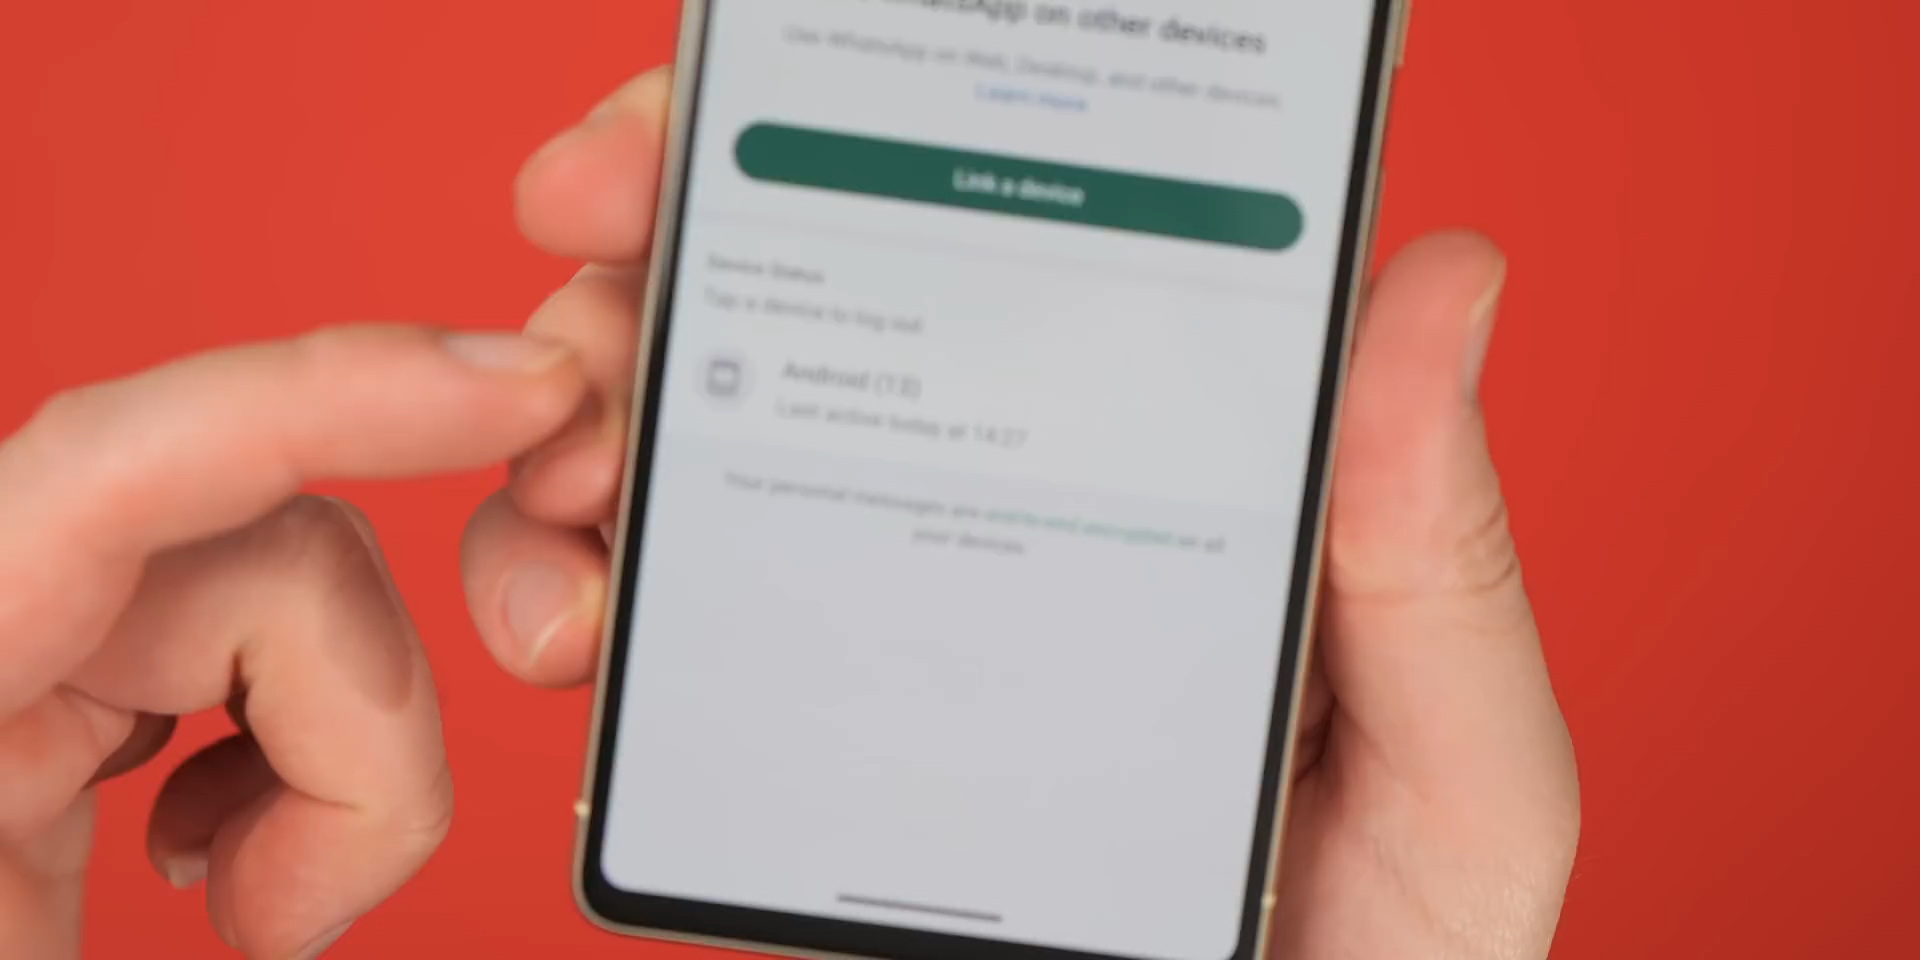 WhatsApp on other devices
Use WhatsApp on Web, Desktop, and other devices.
Learn more
Link a device
Device Status
Tap a device to log out.
Android (13)
Last active today at 14:27
Your personal messages are end-to-end encrypted on all
your devices.